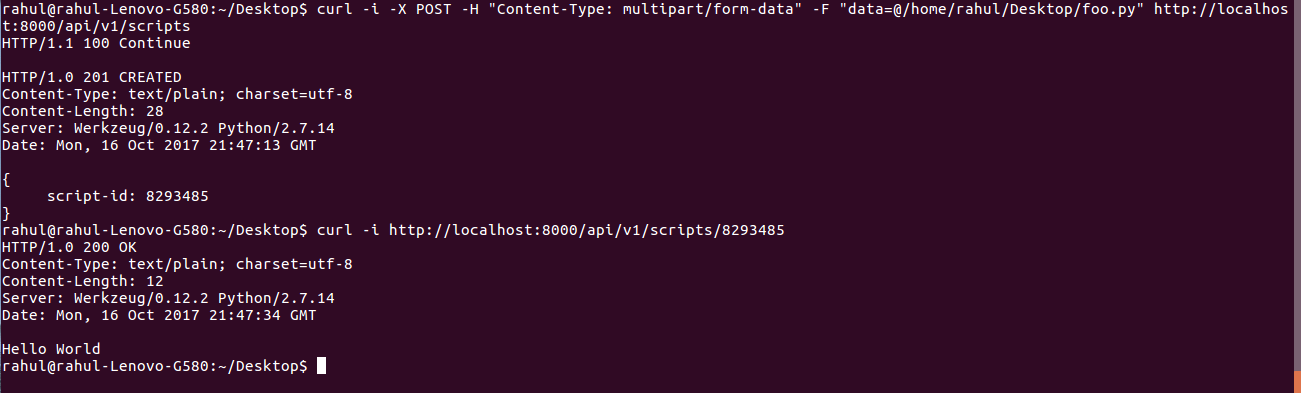 rahul@rahul-Lenovo-G580:~/Desktop$ curl -i -X POST -H "Content-Type: multipart/form-data" -F "data=@/home/rahul/Desktop/foo.py" http://localhos
t:8000/api/v1/scripts
HTTP/1.1 100 Continue

HTTP/1.0 201 CREATED
Content-Type: text/plain; charset=utf-8
Content-Length: 28
Server: Werkzeug/0.12.2 Python/2.7.14
Date: Mon, 16 Oct 2017 21:47:13 GMT

{
     script-id: 8293485
}
rahul@rahul-Lenovo-G580:~/Desktop$ curl -i http://localhost:8000/api/v1/scripts/8293485
HTTP/1.0 200 OK
Content-Type: text/plain; charset=utf-8
Content-Length: 12
Server: Werkzeug/0.12.2 Python/2.7.14
Date: Mon, 16 Oct 2017 21:47:34 GMT

Hello World
rahul@rahul-Lenovo-G580:~/Desktop$